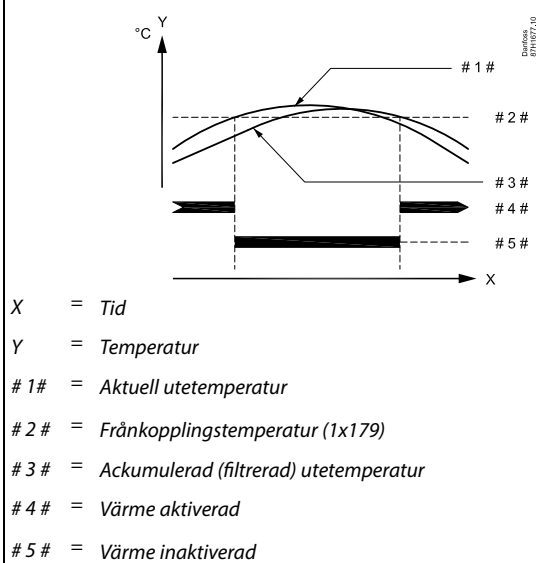 Danfoss
87H1677.10
Y
°C
# 1 #
# 2 #
# 3 #
# 4 #
# 5 #
X
X = Tid
Y = Temperatur
# 1# = Aktuell utetemperatur
# 2 # = Frånkopplingstemperatur (1x179)
# 3 # = Ackumulerad (filtrerad) utetemperatur
# 4 # = Värme aktiverad
# 5 # = Värme inaktiverad